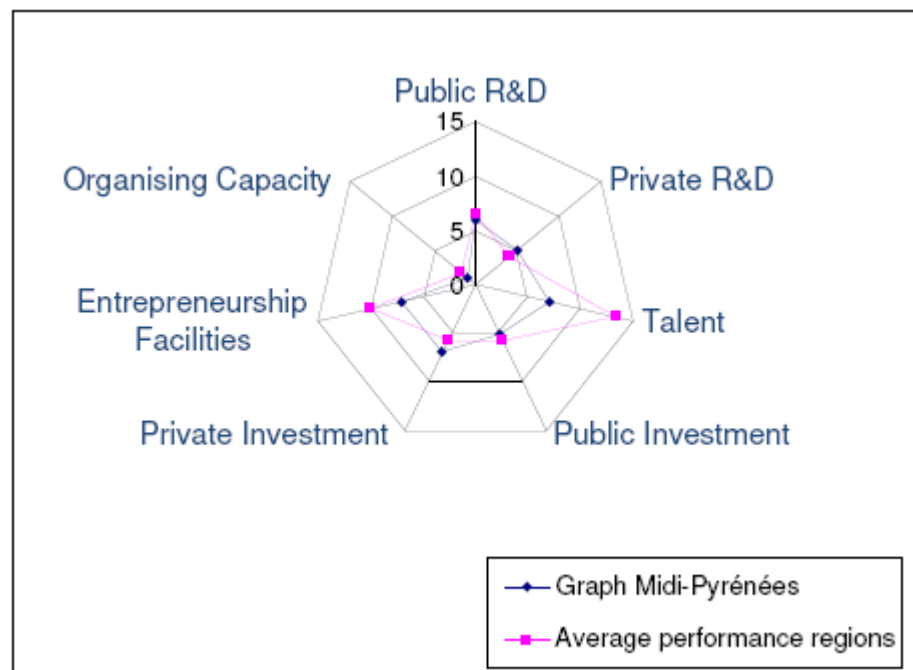 Public R&D
15
Organising Capacity
Private R&D
10
5
0
Entrepreneurship
Facilities
Talent
Private Investment
Public Investment
Graph Midi-Pyrénées
Average performance regions